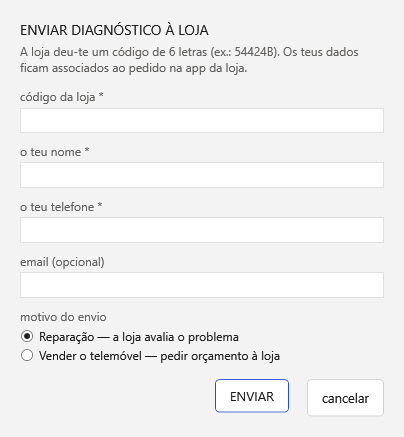 ENVIAR DIAGNÓSTICO À LOJA
A loja deu-te um código de 6 letras (ex.: 54424B). Os teus dados
ficam associados ao pedido na app da loja.
código da loja *
o teu nome *
o teu telefone *
email (opcional)
motivo do envio
Reparação — a loja avalia o problema
Vender o telemóvel — pedir orçamento à loja
ENVIAR cancelar